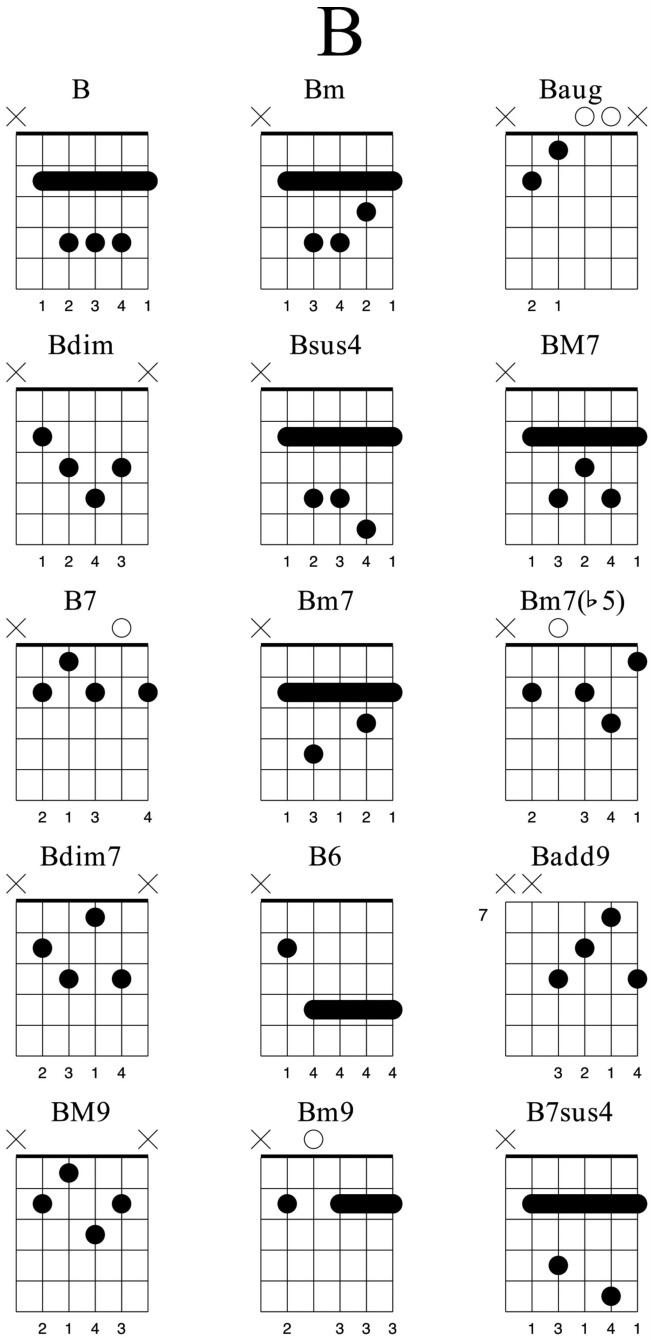 B
B Bm Baug
1 2 3 4 1 1 3 4 2 1 2 1
Bdim Bsus4 BM7
1 2 4 3 1 2 3 4 1 1 3 2 4 1
B7 Bm7 Bm7(♭5)
2 1 3 4 1 3 1 2 1 2 3 4 1
Bdim7 B6 Badd9
7
2 3 1 4 1 4 4 4 4 3 2 1 4
BM9 Bm9 B7sus4
2 1 4 3 2 3 3 3 1 3 1 4 1